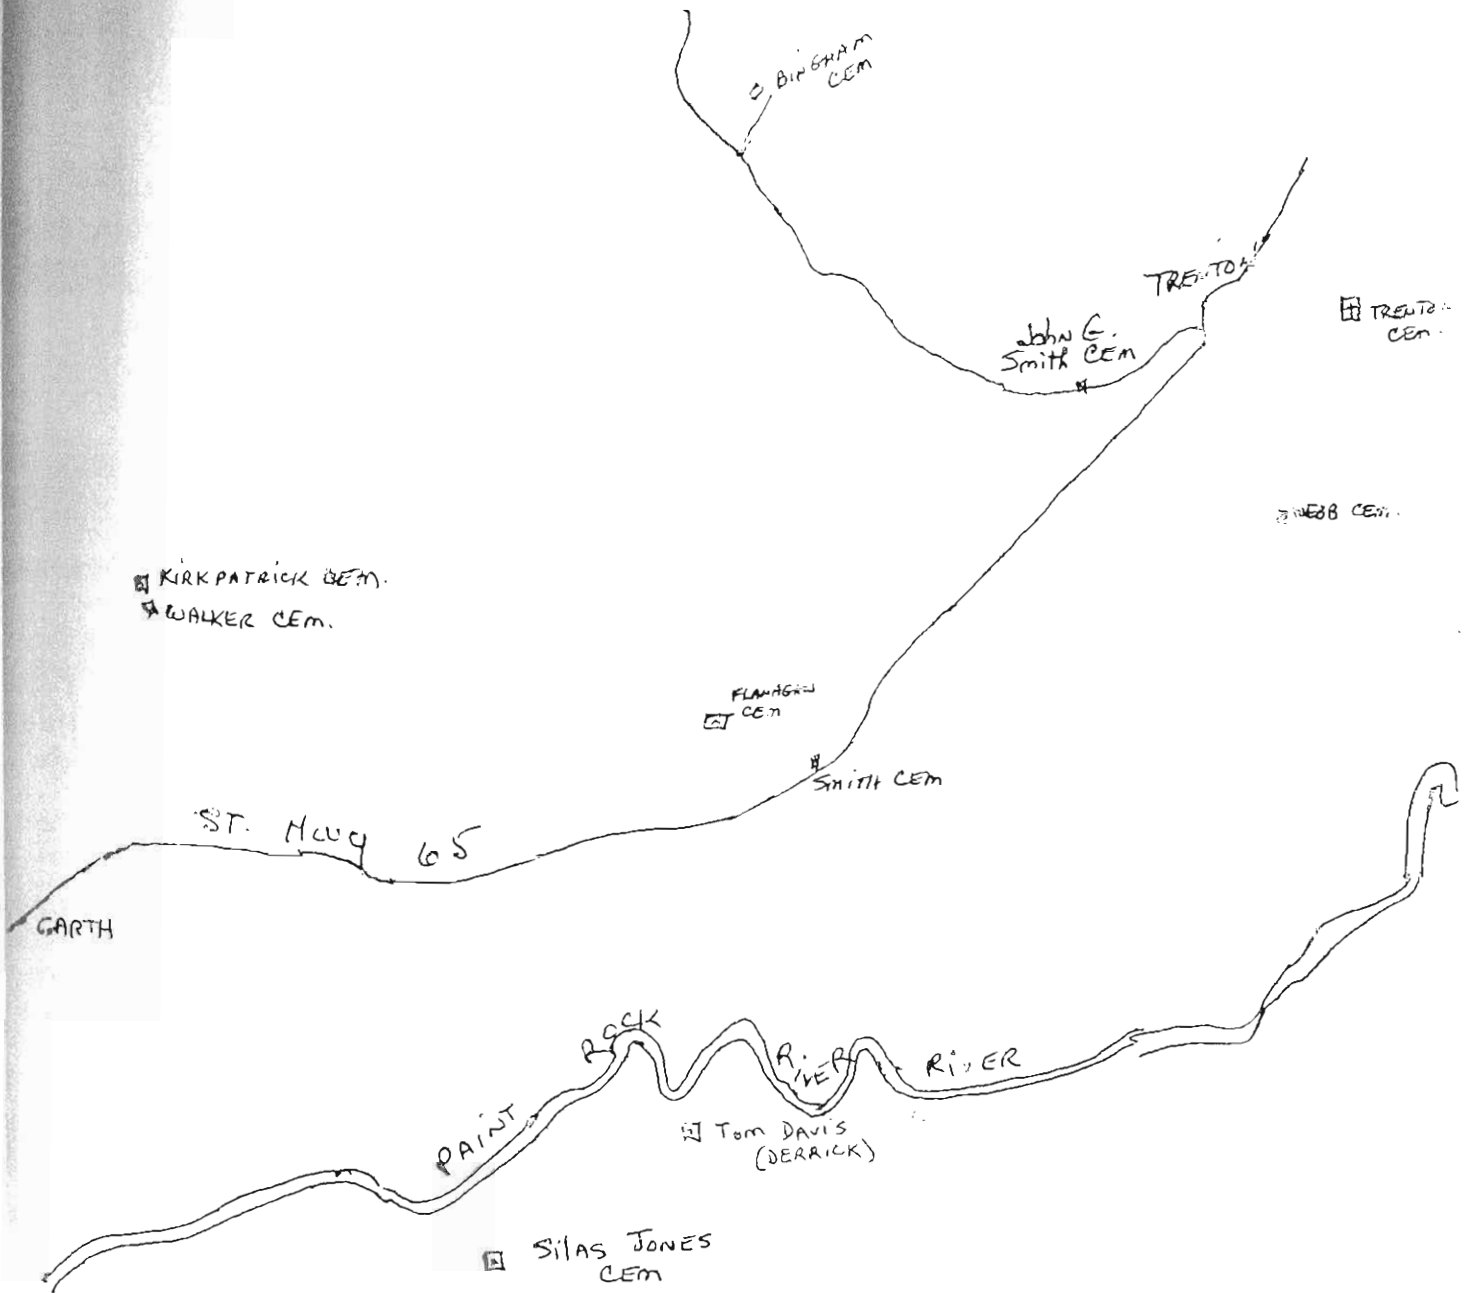 BINGHAM
CEM
TRENTON
TRENTON
CEM.
John G.
Smith CEM
WEBB CEM.
KIRKPATRICK CEM.
WALKER CEM.
FLANAGAN
CEM
Smith CEM
ST. HWY 65
GARTH
PAINT ROCK RIVER RIVER
Tom DAVIS
(DERRICK)
SilAS JONES
CEM